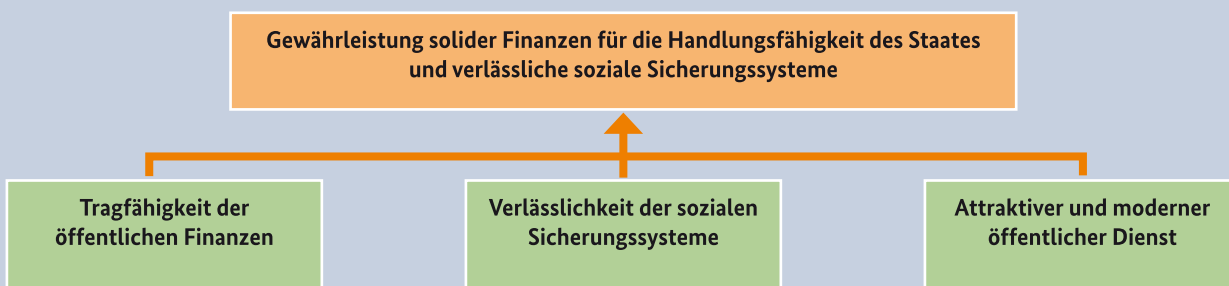 Gewährleistung solider Finanzen für die Handlungsfähigkeit des Staates
und verlässliche soziale Sicherungssysteme
Tragfähigkeit der
öffentlichen Finanzen
Verlässlichkeit der sozialen
Sicherungssysteme
Attraktiver und moderner
öffentlicher Dienst